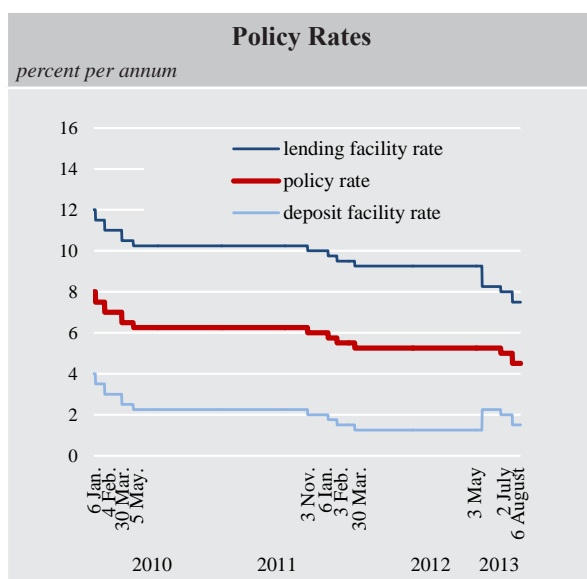 Policy Rates
percent per annum
16
14
12
10
8
6
4
2
0
lending facility rate
policy rate
deposit facility rate
6 Jan.
4 Feb.
30 Mar.
5 May.
3 Nov.
6 Jan.
3 Feb.
30 Mar.
3 May
2 July
6 August
2010
2011
2012
2013